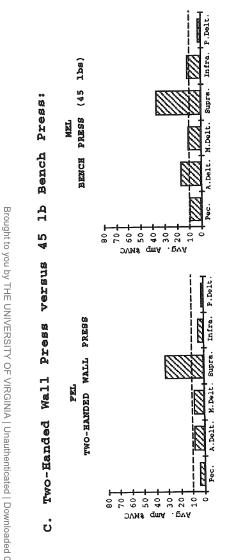 C. Two-Handed Wall Press versus 45 lb Bench Press:
FEL
TWO-HANDED WALL PRESS
Avg. Amp %MVC
80
70
60
50
40
30
20
10
0
Pec. A.Delt. M.Delt. Supra. Infra. P.Delt.
MEL
BENCH PRESS (45 lbs)
Avg. Amp %MVC
80
70
60
50
40
30
20
10
0
Pec. A.Delt. M.Delt. Supra. Infra. P.Delt.
Brought to you by THE UNIVERSITY OF VIRGINIA | Unauthenticated | Downloaded